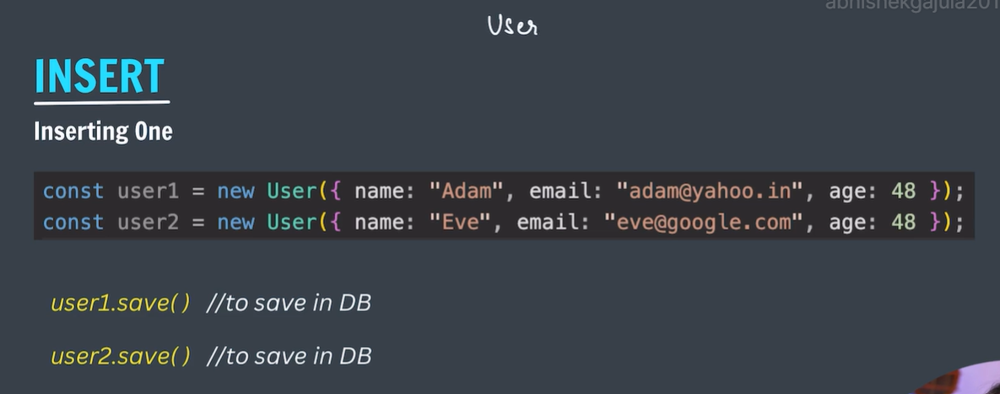 abhishekgajula201
User
INSERT
Inserting One
const user1 = new User({ name: "Adam", email: "adam@yahoo.in", age: 48 });
const user2 = new User({ name: "Eve", email: "eve@google.com", age: 48 });
user1.save() //to save in DB
user2.save() //to save in DB